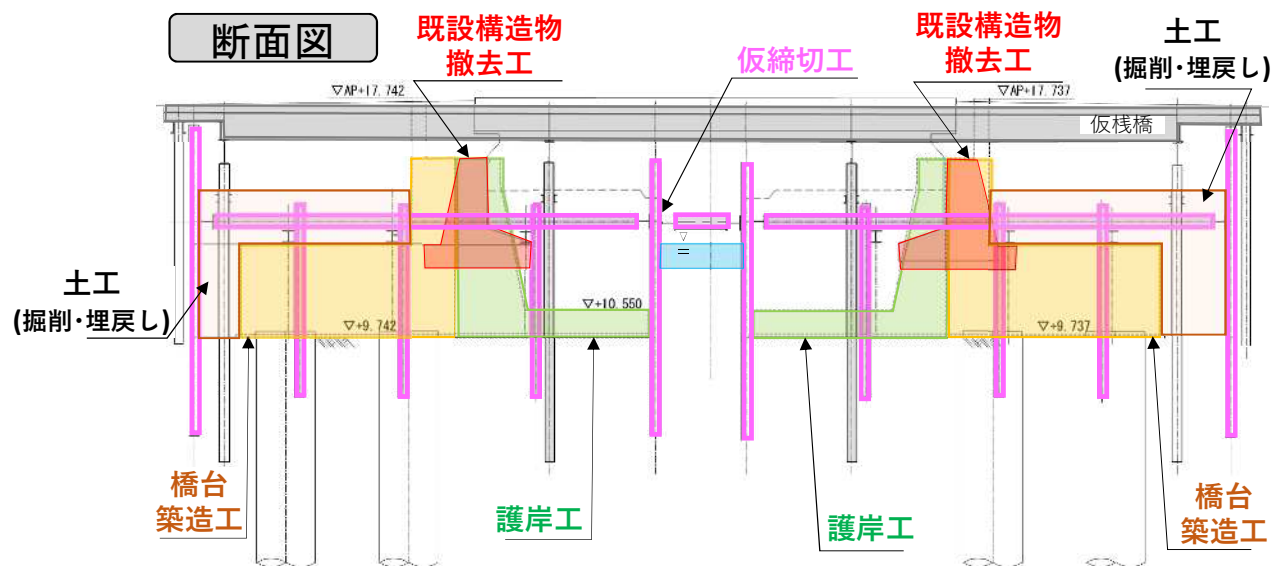 断面図
既設構造物
撤去工
仮締切工
既設構造物
撤去工
土工
(掘削・埋戻し)
▽AP+17.742
▽AP+17.737
仮桟橋
▽
土工
(掘削・埋戻し)
▽+10.550
▽+9.742
▽+9.737
橋台
築造工
護岸工
護岸工
橋台
築造工